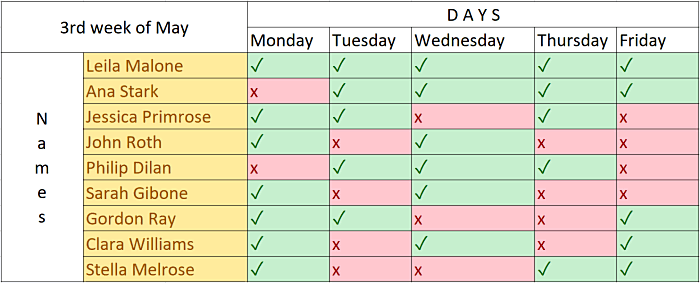 3rd week of May
D A Y S
Monday Tuesday Wednesday Thursday Friday
Names
Leila Malone ✓ ✓ ✓ ✓ ✓
Ana Stark x ✓ ✓ ✓ ✓
Jessica Primrose ✓ ✓ x ✓ x
John Roth ✓ x ✓ x x
Philip Dilan x ✓ ✓ ✓ x
Sarah Gibone ✓ x ✓ x x
Gordon Ray ✓ ✓ x x ✓
Clara Williams ✓ x ✓ x ✓
Stella Melrose ✓ x x ✓ ✓